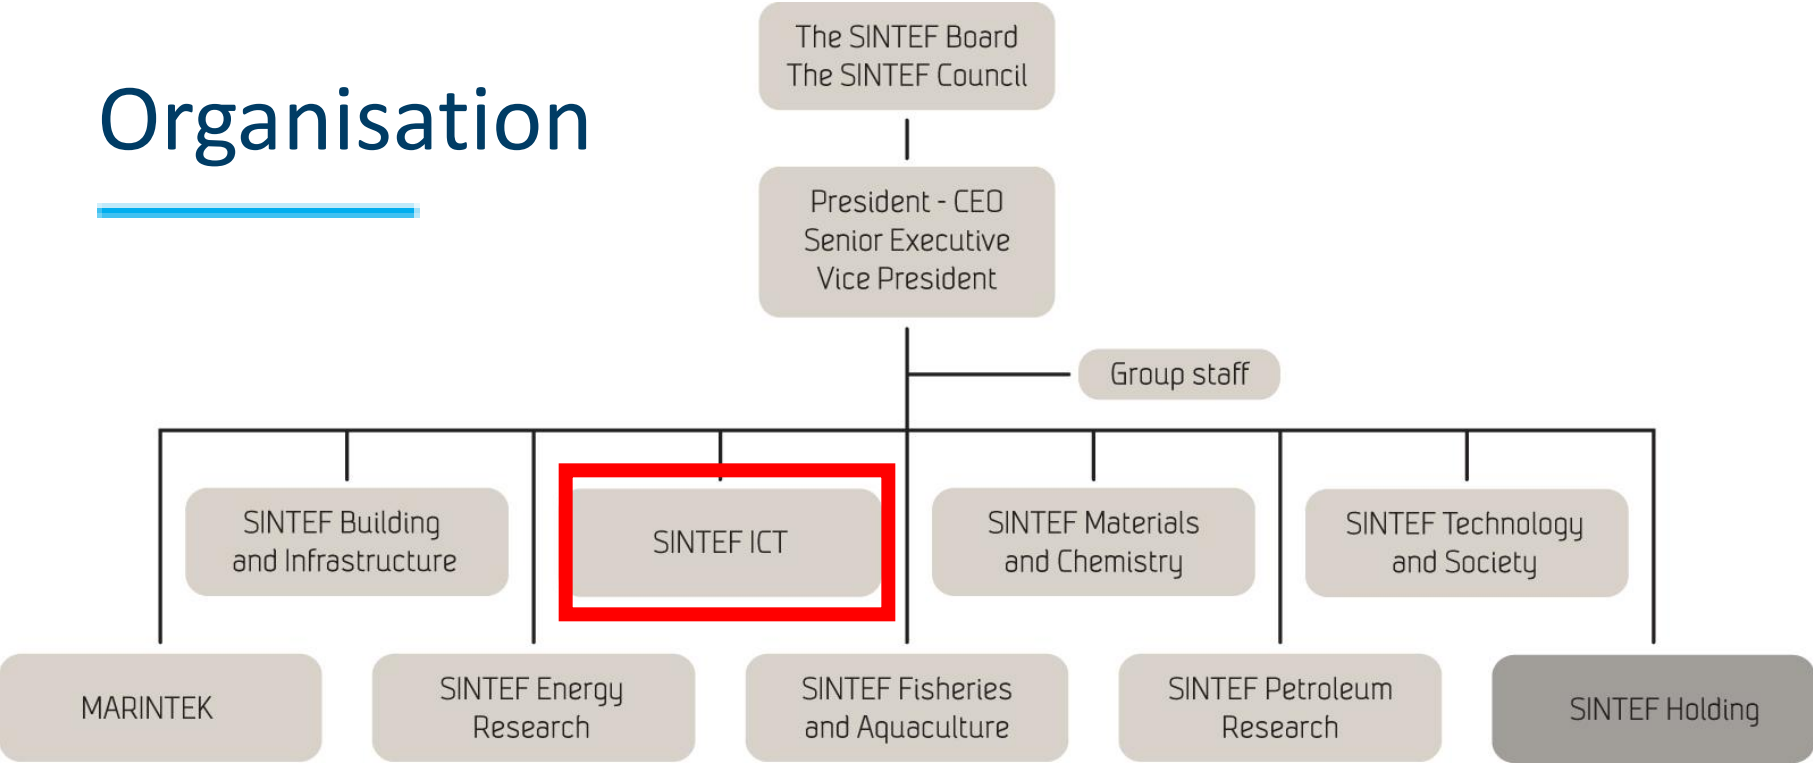 Organisation
The SINTEF Board
The SINTEF Council
President - CEO
Senior Executive
Vice President
Group staff
SINTEF Building
and Infrastructure
SINTEF ICT
SINTEF Materials
and Chemistry
SINTEF Technology
and Society
MARINTEK
SINTEF Energy
Research
SINTEF Fisheries
and Aquaculture
SINTEF Petroleum
Research
SINTEF Holding